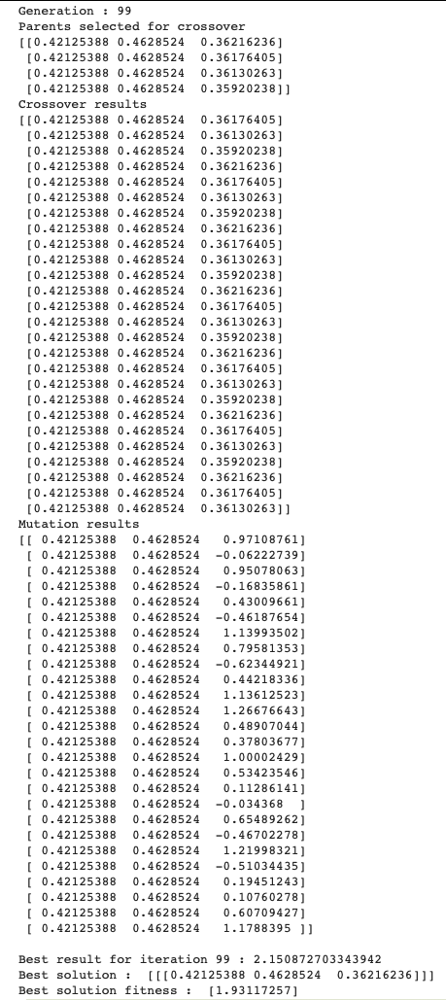 Generation : 99
Parents selected for crossover
[[0.42125388 0.4628524  0.36216236]
 [0.42125388 0.4628524  0.36176405]
 [0.42125388 0.4628524  0.36130263]
 [0.42125388 0.4628524  0.35920238]]
Crossover results
[[0.42125388 0.4628524  0.36176405]
 [0.42125388 0.4628524  0.36130263]
 [0.42125388 0.4628524  0.35920238]
 [0.42125388 0.4628524  0.36216236]
 [0.42125388 0.4628524  0.36176405]
 [0.42125388 0.4628524  0.36130263]
 [0.42125388 0.4628524  0.35920238]
 [0.42125388 0.4628524  0.36216236]
 [0.42125388 0.4628524  0.36176405]
 [0.42125388 0.4628524  0.36130263]
 [0.42125388 0.4628524  0.35920238]
 [0.42125388 0.4628524  0.36216236]
 [0.42125388 0.4628524  0.36176405]
 [0.42125388 0.4628524  0.36130263]
 [0.42125388 0.4628524  0.35920238]
 [0.42125388 0.4628524  0.36216236]
 [0.42125388 0.4628524  0.36176405]
 [0.42125388 0.4628524  0.36130263]
 [0.42125388 0.4628524  0.35920238]
 [0.42125388 0.4628524  0.36216236]
 [0.42125388 0.4628524  0.36176405]
 [0.42125388 0.4628524  0.36130263]
 [0.42125388 0.4628524  0.35920238]
 [0.42125388 0.4628524  0.36216236]
 [0.42125388 0.4628524  0.36176405]
 [0.42125388 0.4628524  0.36130263]]
Mutation results
[[ 0.42125388  0.4628524   0.97108761]
 [ 0.42125388  0.4628524  -0.06222739]
 [ 0.42125388  0.4628524   0.95078063]
 [ 0.42125388  0.4628524  -0.16835861]
 [ 0.42125388  0.4628524   0.43009661]
 [ 0.42125388  0.4628524  -0.46187654]
 [ 0.42125388  0.4628524   1.13993502]
 [ 0.42125388  0.4628524   0.79581353]
 [ 0.42125388  0.4628524  -0.62344921]
 [ 0.42125388  0.4628524   0.44218336]
 [ 0.42125388  0.4628524   1.13612523]
 [ 0.42125388  0.4628524   1.26676643]
 [ 0.42125388  0.4628524   0.48907044]
 [ 0.42125388  0.4628524   0.37803677]
 [ 0.42125388  0.4628524   1.00002429]
 [ 0.42125388  0.4628524   0.53423546]
 [ 0.42125388  0.4628524   0.11286141]
 [ 0.42125388  0.4628524  -0.034368  ]
 [ 0.42125388  0.4628524   0.65489262]
 [ 0.42125388  0.4628524  -0.46702278]
 [ 0.42125388  0.4628524   1.21998321]
 [ 0.42125388  0.4628524  -0.51034435]
 [ 0.42125388  0.4628524   0.19451243]
 [ 0.42125388  0.4628524   0.10760278]
 [ 0.42125388  0.4628524   0.60709427]
 [ 0.42125388  0.4628524   1.1788395 ]]
Best result for iteration 99 : 2.150872703343942
Best solution :  [[[0.42125388 0.4628524  0.36216236]]]
Best solution fitness :  [1.93117257]